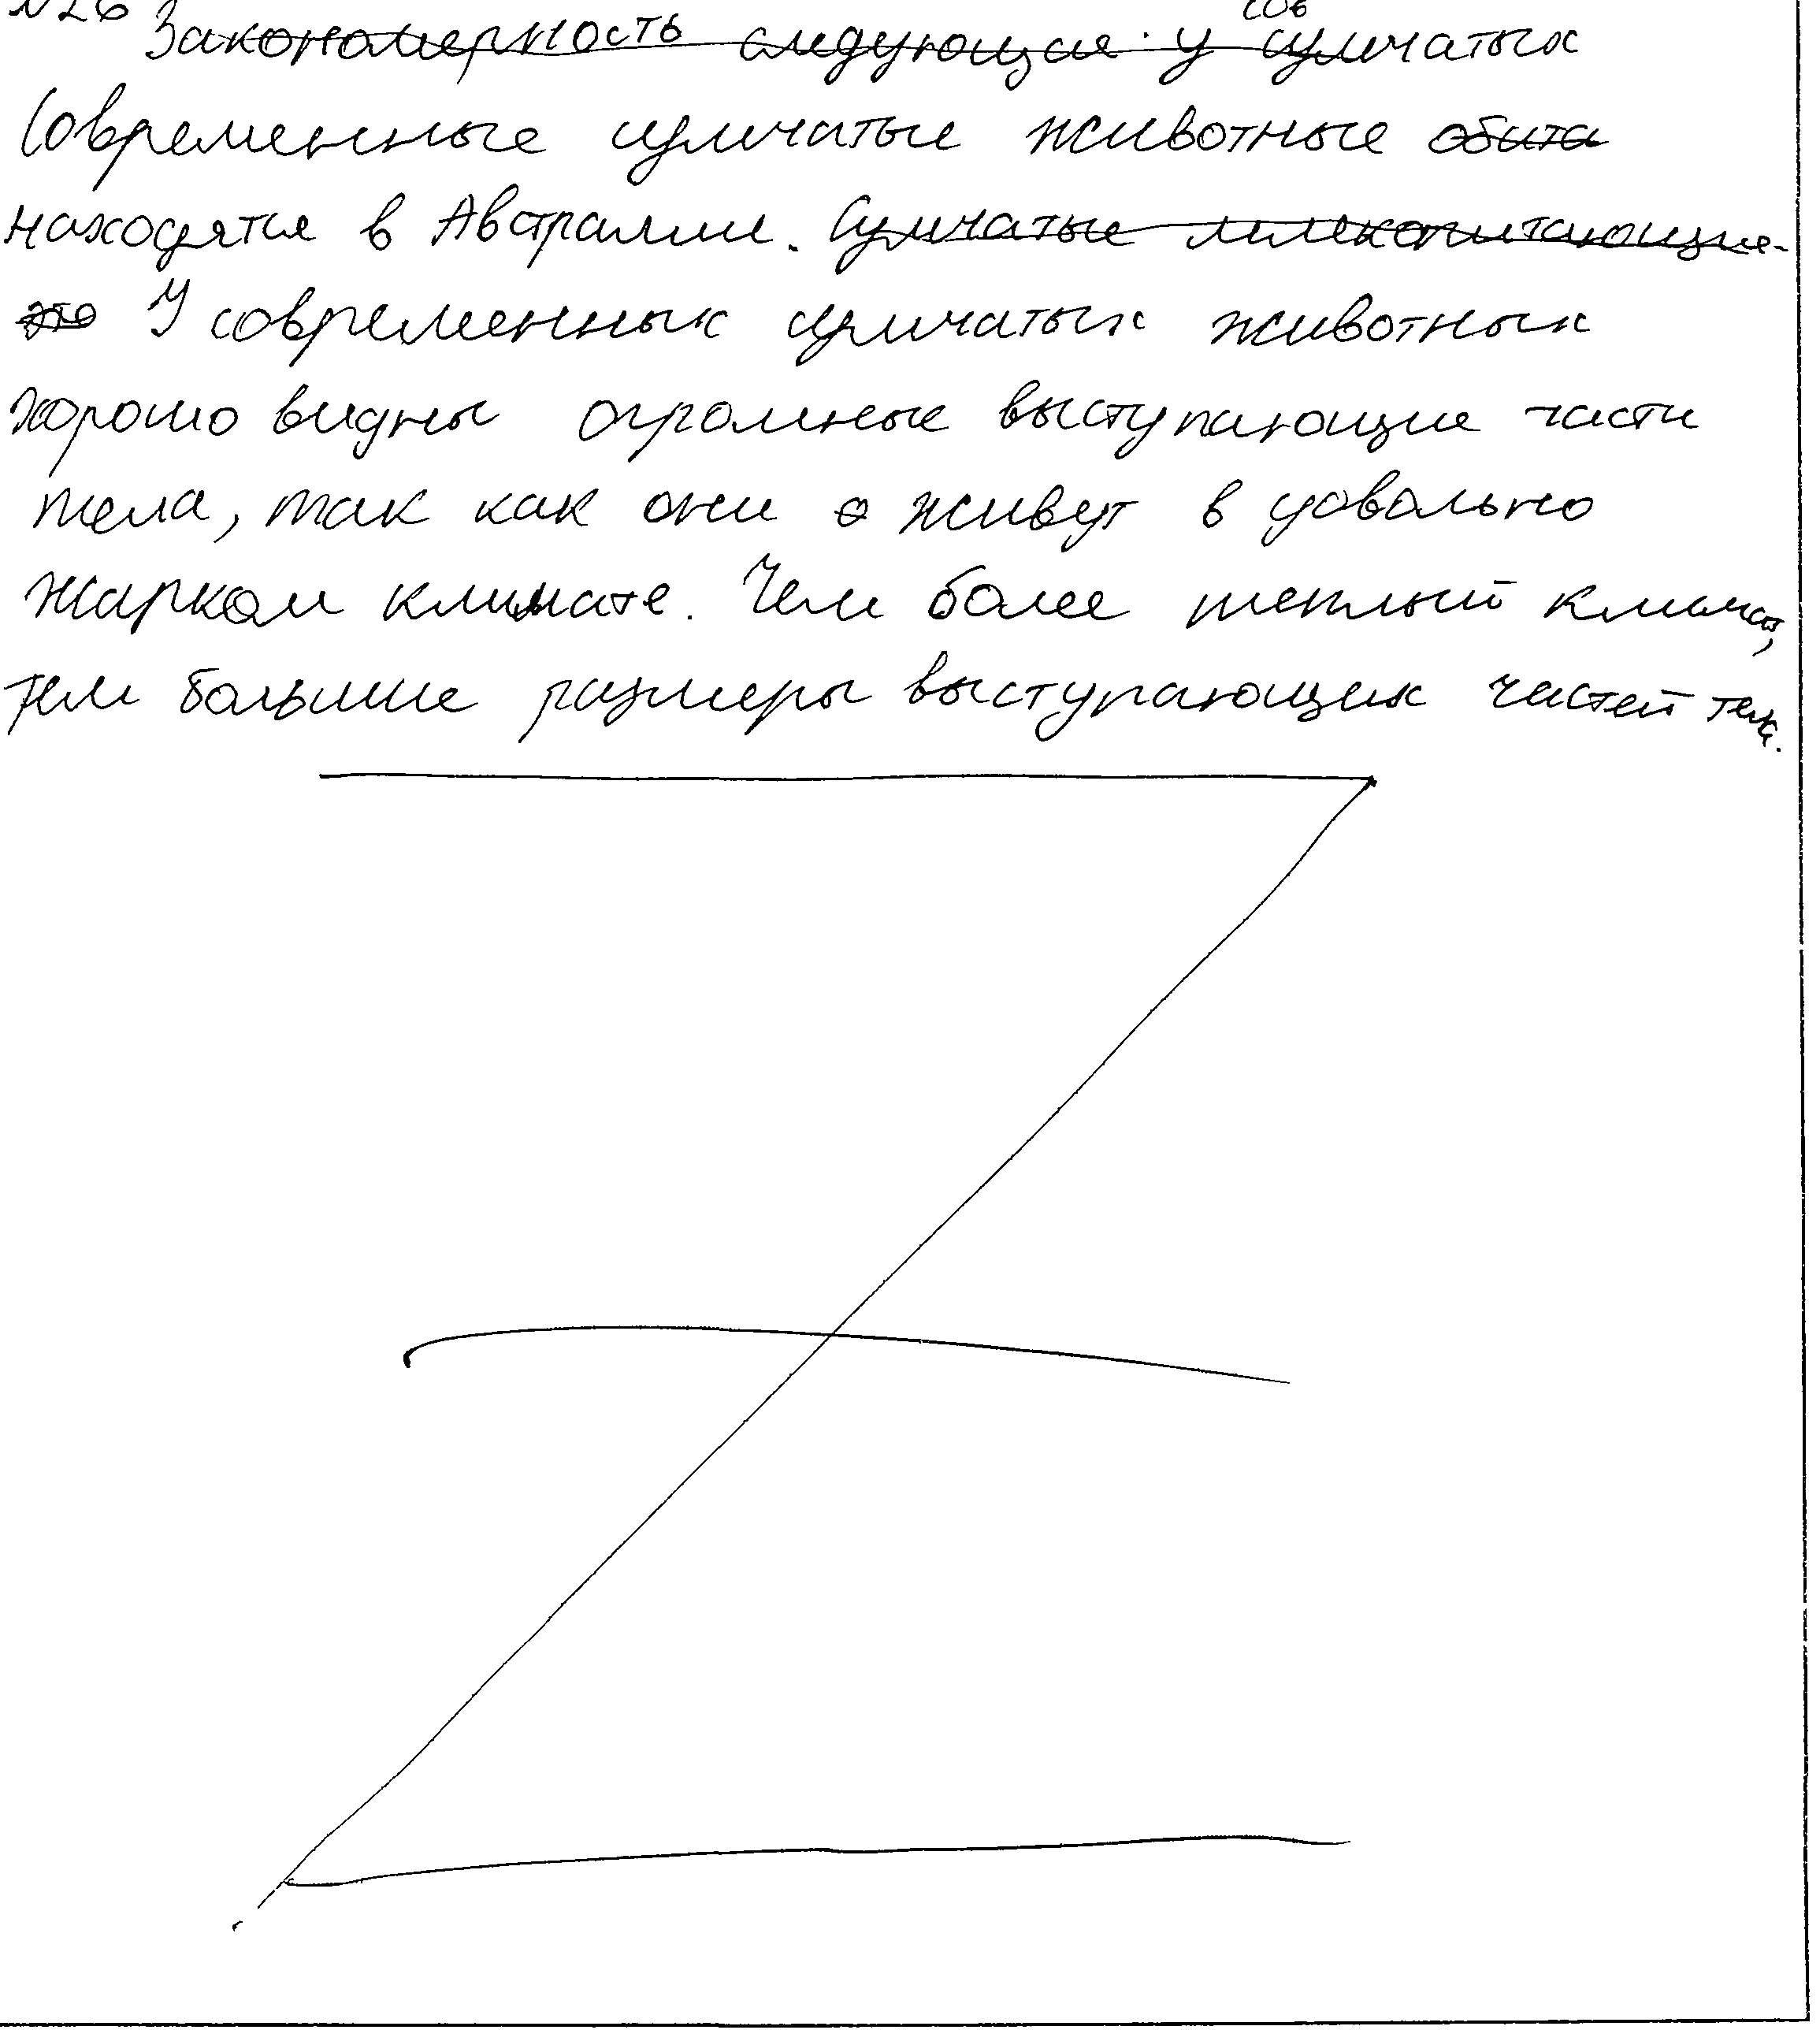 №26
сов
Закономерность следующая: у сумчатых
Современные сумчатые животные обита
находятся в Австралии. Сумчатые млекопитающие-
это У современных сумчатых животных
хорошо видны огромные выступающие части
тела, так как они о живут в довольно
жарком климате. Чем более теплый климат,
тем большие размеры выступающих частей тела.